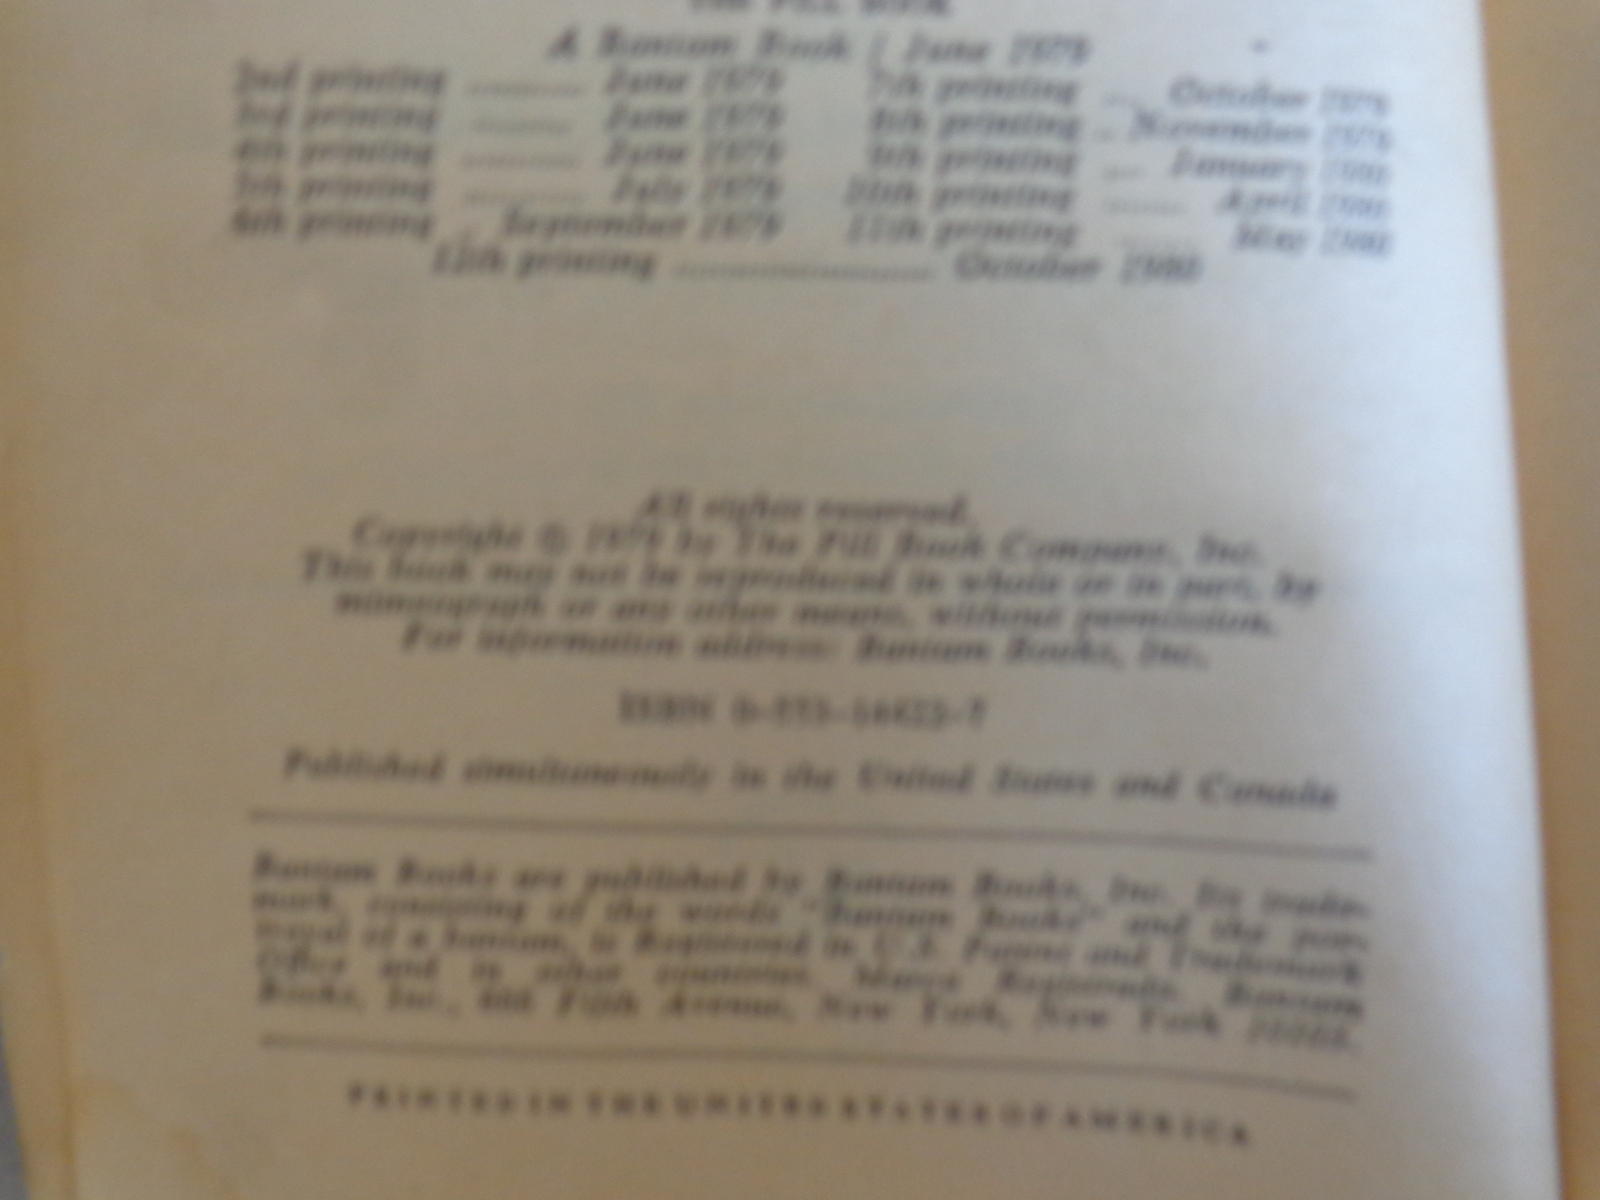 THE PILL BOOK
A Bantam Book / June 1979
2nd printing ........... June 1979
3rd printing ........... June 1979
4th printing ........... June 1979
5th printing ........... July 1979
6th printing . September 1979
7th printing .... October 1979
8th printing .. November 1979
9th printing .... January 1980
10th printing ....... April 1980
11th printing ....... May 1980
12th printing ........................ October 1980
All rights reserved.
Copyright © 1979 by The Pill Book Company, Inc.
This book may not be reproduced in whole or in part, by
mimeograph or any other means, without permission.
For information address: Bantam Books, Inc.
ISBN
Published simultaneously in the United States and Canada
Bantam Books are published by Bantam Books, Inc. Its trade-
mark, consisting of the words "Bantam Books" and the por-
trayal of a bantam, is Registered in U.S. Patent and Trademark
Office and in other countries. Marca Registrada. Bantam
Books, Inc., 666 Fifth Avenue, New York, New York
PRINTED IN THE UNITED STATES OF AMERICA